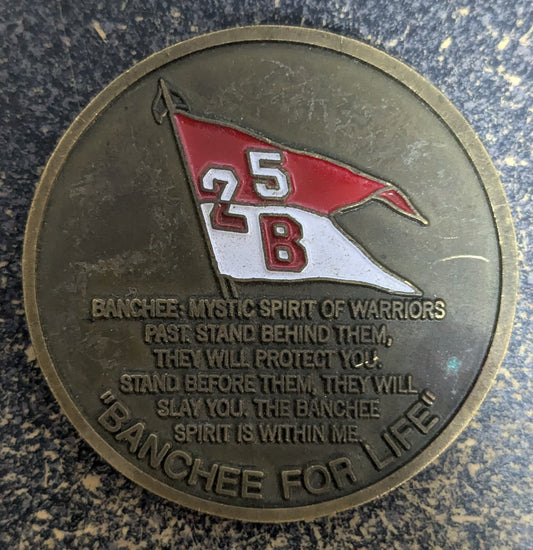 5
2
B
BANCHEE; MYSTIC SPIRIT OF WARRIORS
PAST. STAND BEHIND THEM,
THEY WILL PROTECT YOU.
STAND BEFORE THEM, THEY WILL
SLAY YOU. THE BANCHEE
SPIRIT IS WITHIN ME.
"BANCHEE FOR LIFE"